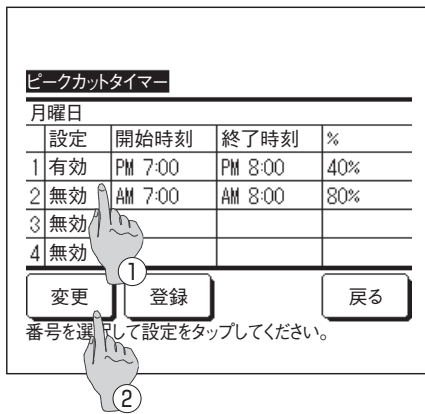 ピークカットタイマー
月曜日
設定 開始時刻 終了時刻 %
1 有効 PM 7:00 PM 8:00 40%
2 無効 AM 7:00 AM 8:00 80%
3 無効
4 無効
①
変更 登録 戻る
番号を選択して設定をタップしてください。
②